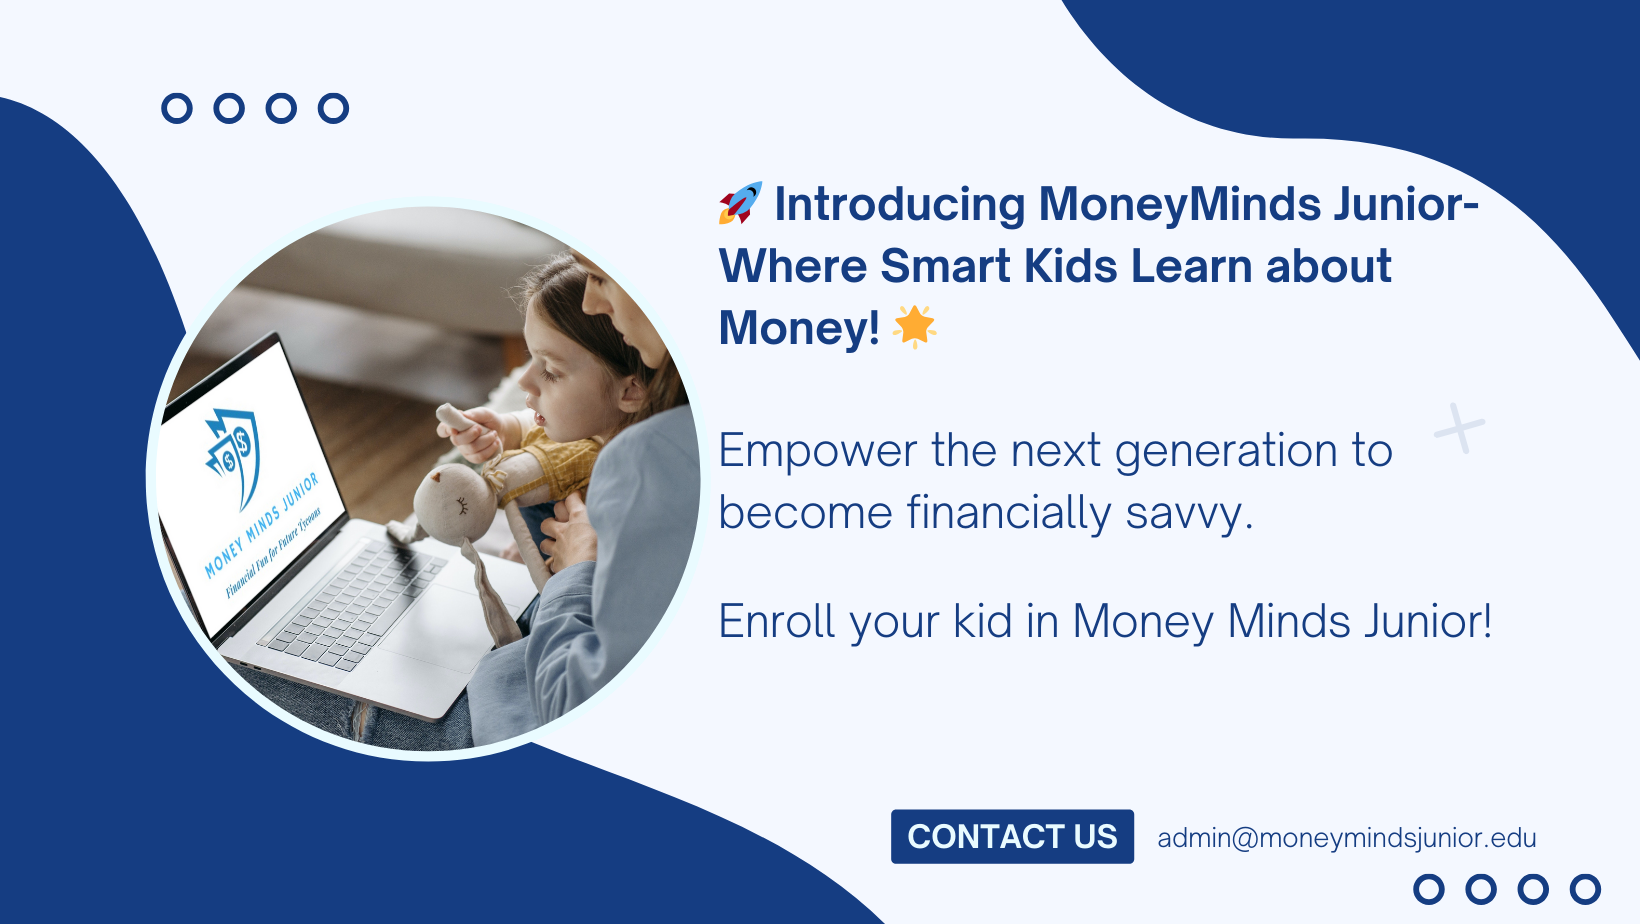 MONEY MINDS JUNIOR
Financial Fun for Future Tycoons
🚀 Introducing MoneyMinds Junior-
Where Smart Kids Learn about
Money! 🌟
Empower the next generation to
become financially savvy.
Enroll your kid in Money Minds Junior!
CONTACT US
admin@moneymindsjunior.edu